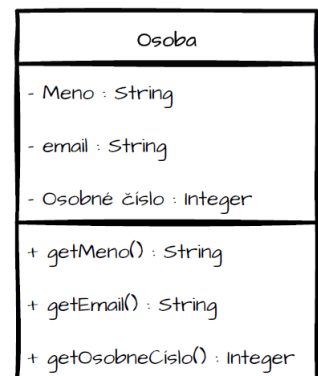 Osoba
- Meno : String
- email : String
- Osobné číslo : Integer
+ getMeno() : String
+ getEmail() : String
+ getOsobneCislo() : Integer